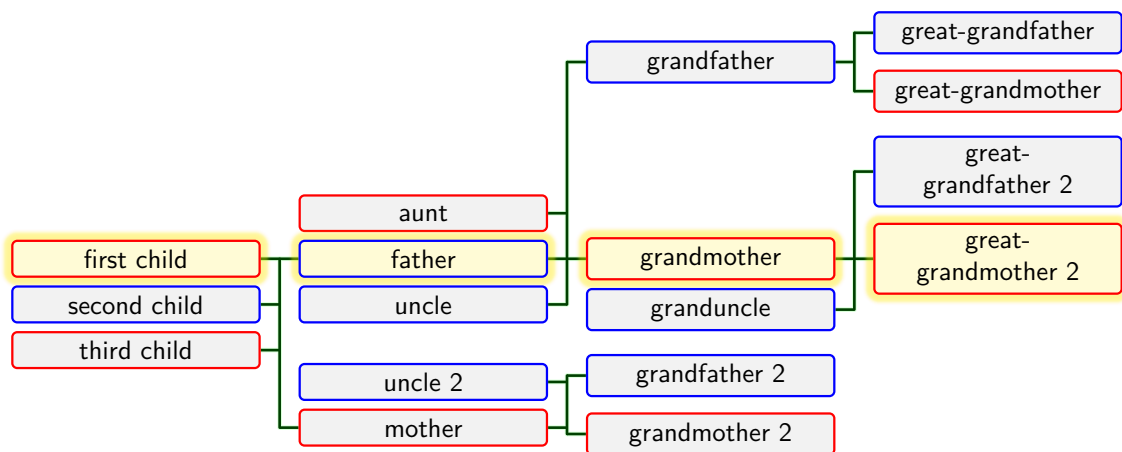 great-grandfather
grandfather
great-grandmother
great-
grandfather 2
aunt
first child
father
grandmother
great-
grandmother 2
second child
uncle
granduncle
third child
uncle 2
grandfather 2
mother
grandmother 2